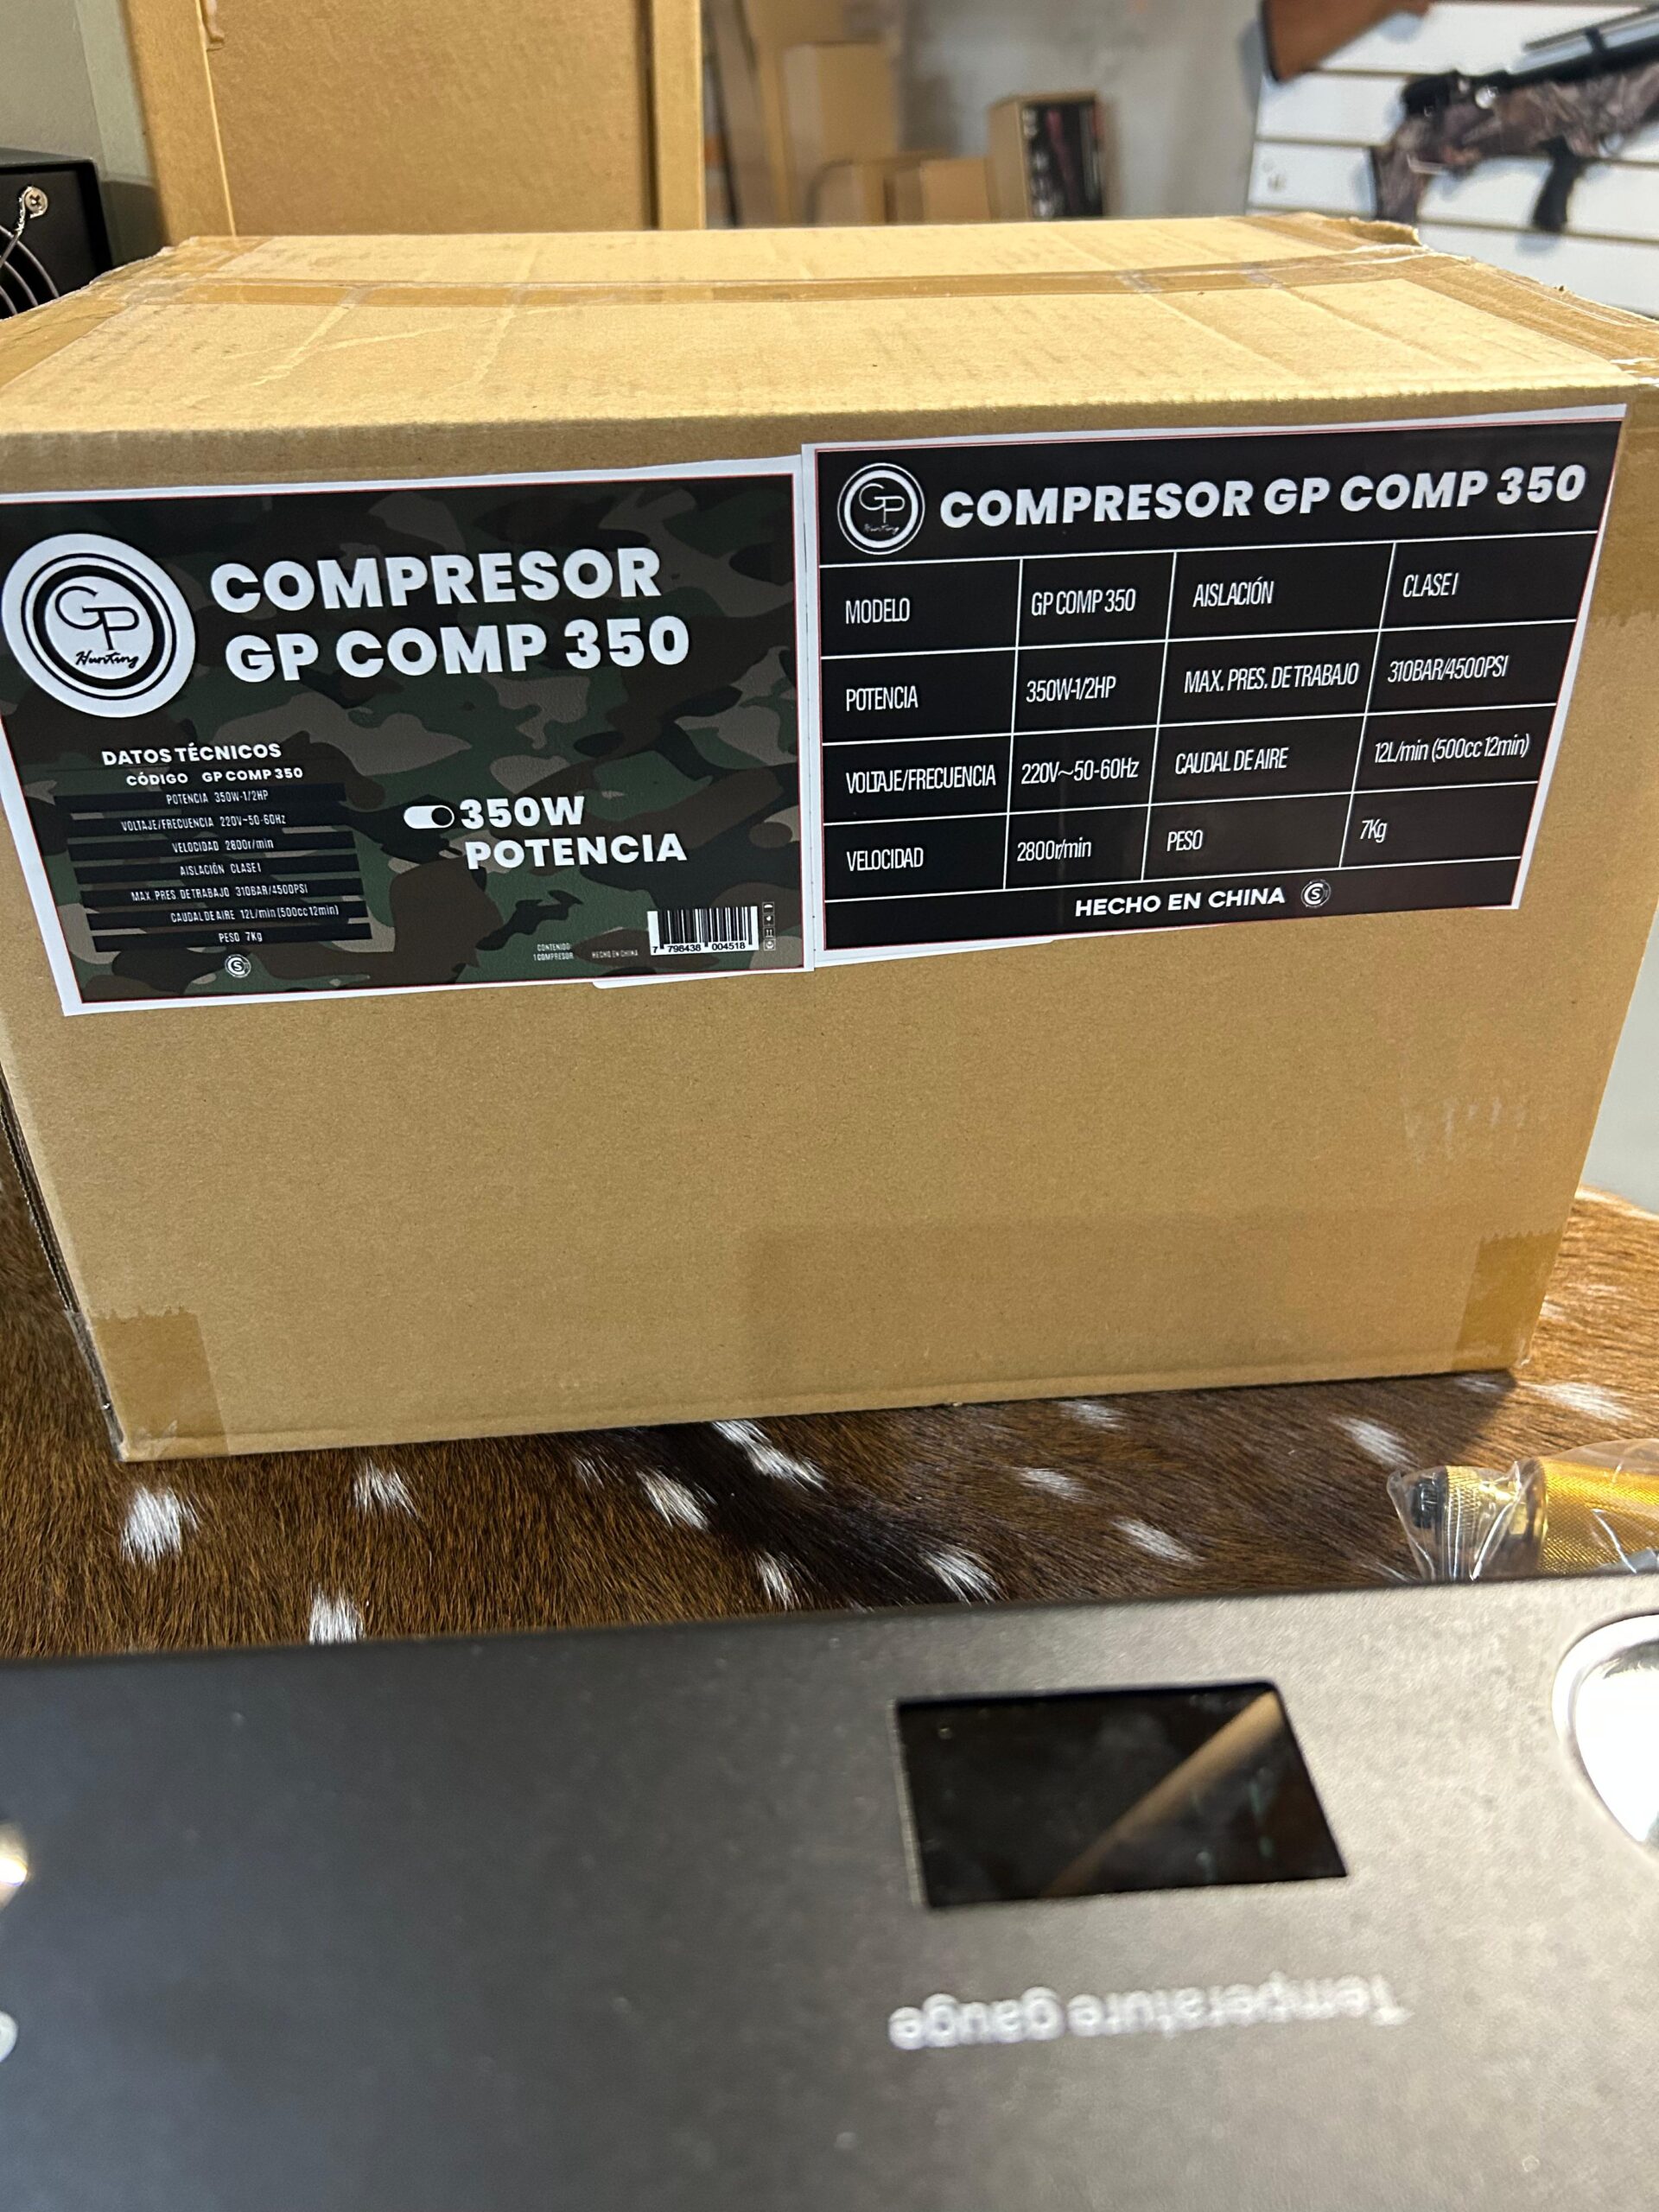 GP
Hunting
COMPRESOR
GP COMP 350
DATOS TÉCNICOS
CÓDIGO GP COMP 350
POTENCIA 350W-1/2HP
VOLTAJE/FRECUENCIA 220V~50-60Hz
VELOCIDAD 2800r/min
AISLACIÓN CLASE I
MAX. PRES. DE TRABAJO 310BAR/4500PSI
CAUDAL DE AIRE 12L/min (500cc 12min)
PESO 7Kg
350W
POTENCIA
CONTENIDO
1 COMPRESOR
HECHO EN CHINA
7 798438 004518
GP
Hunting
COMPRESOR GP COMP 350
MODELO GP COMP 350 AISLACIÓN CLASE I
POTENCIA 350W-1/2HP MAX. PRES. DE TRABAJO 310BAR/4500PSI
VOLTAJE/FRECUENCIA 220V~50-60Hz CAUDAL DE AIRE 12L/min (500cc 12min)
VELOCIDAD 2800r/min PESO 7Kg
HECHO EN CHINA S
Temperature gauge